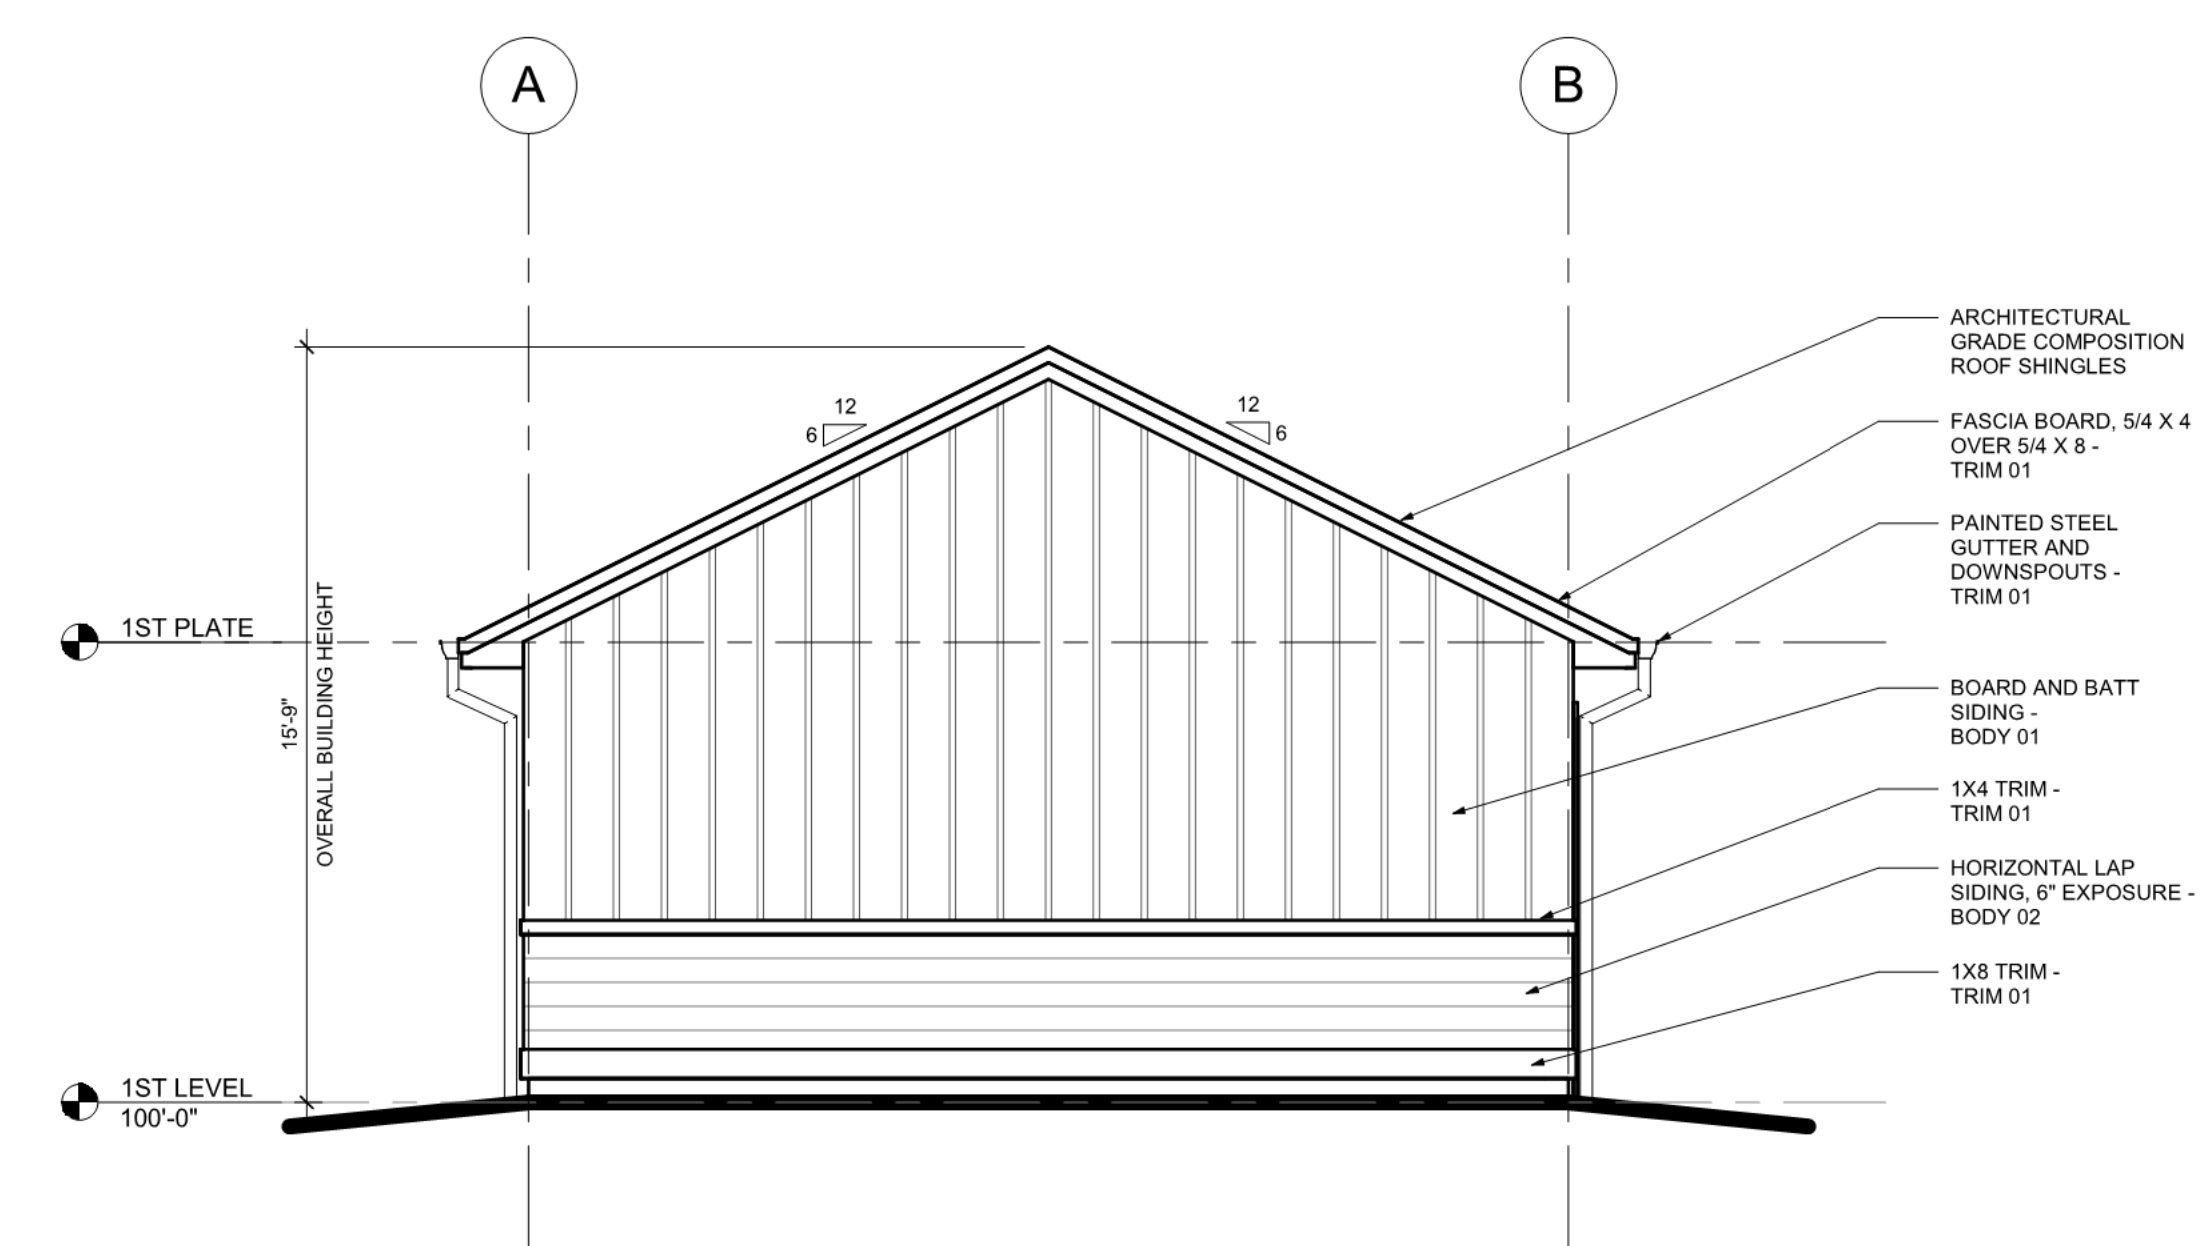 A
B
12
6
12
6
ARCHITECTURAL
GRADE COMPOSITION
ROOF SHINGLES
FASCIA BOARD, 5/4 X 4
OVER 5/4 X 8 -
TRIM 01
PAINTED STEEL
GUTTER AND
DOWNSPOUTS -
TRIM 01
1ST PLATE
15'-9"
OVERALL BUILDING HEIGHT
BOARD AND BATT
SIDING -
BODY 01
1X4 TRIM -
TRIM 01
HORIZONTAL LAP
SIDING, 6" EXPOSURE -
BODY 02
1X8 TRIM -
TRIM 01
1ST LEVEL
100'-0"